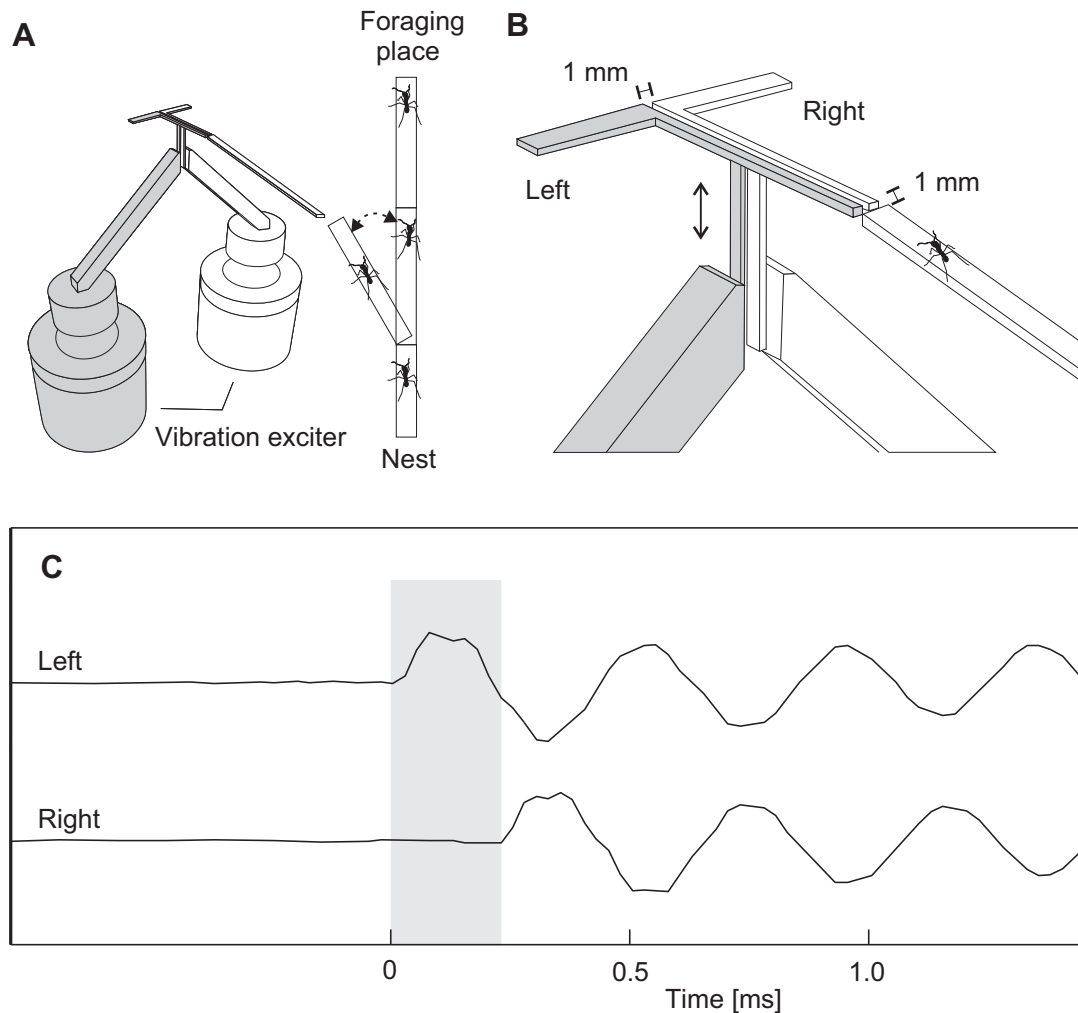 A
Foraging
place
Vibration exciter
Nest
B
1 mm
Right
1 mm
Left
C
Left
Right
0
0.5
1.0
Time [ms]